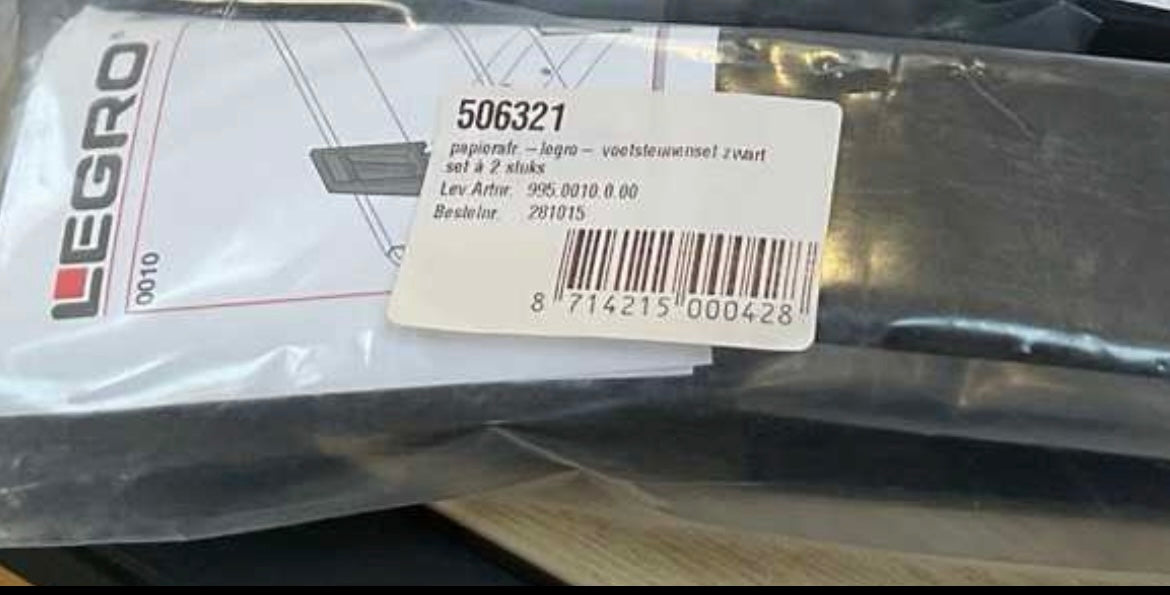 LEGRO
0010
506321
papierafr. – legro – voetsteunenset zwart
set à 2 stuks
Lev.Artnr. 995.0010.0.00
Bestelnr. 281015
8 714215 000428